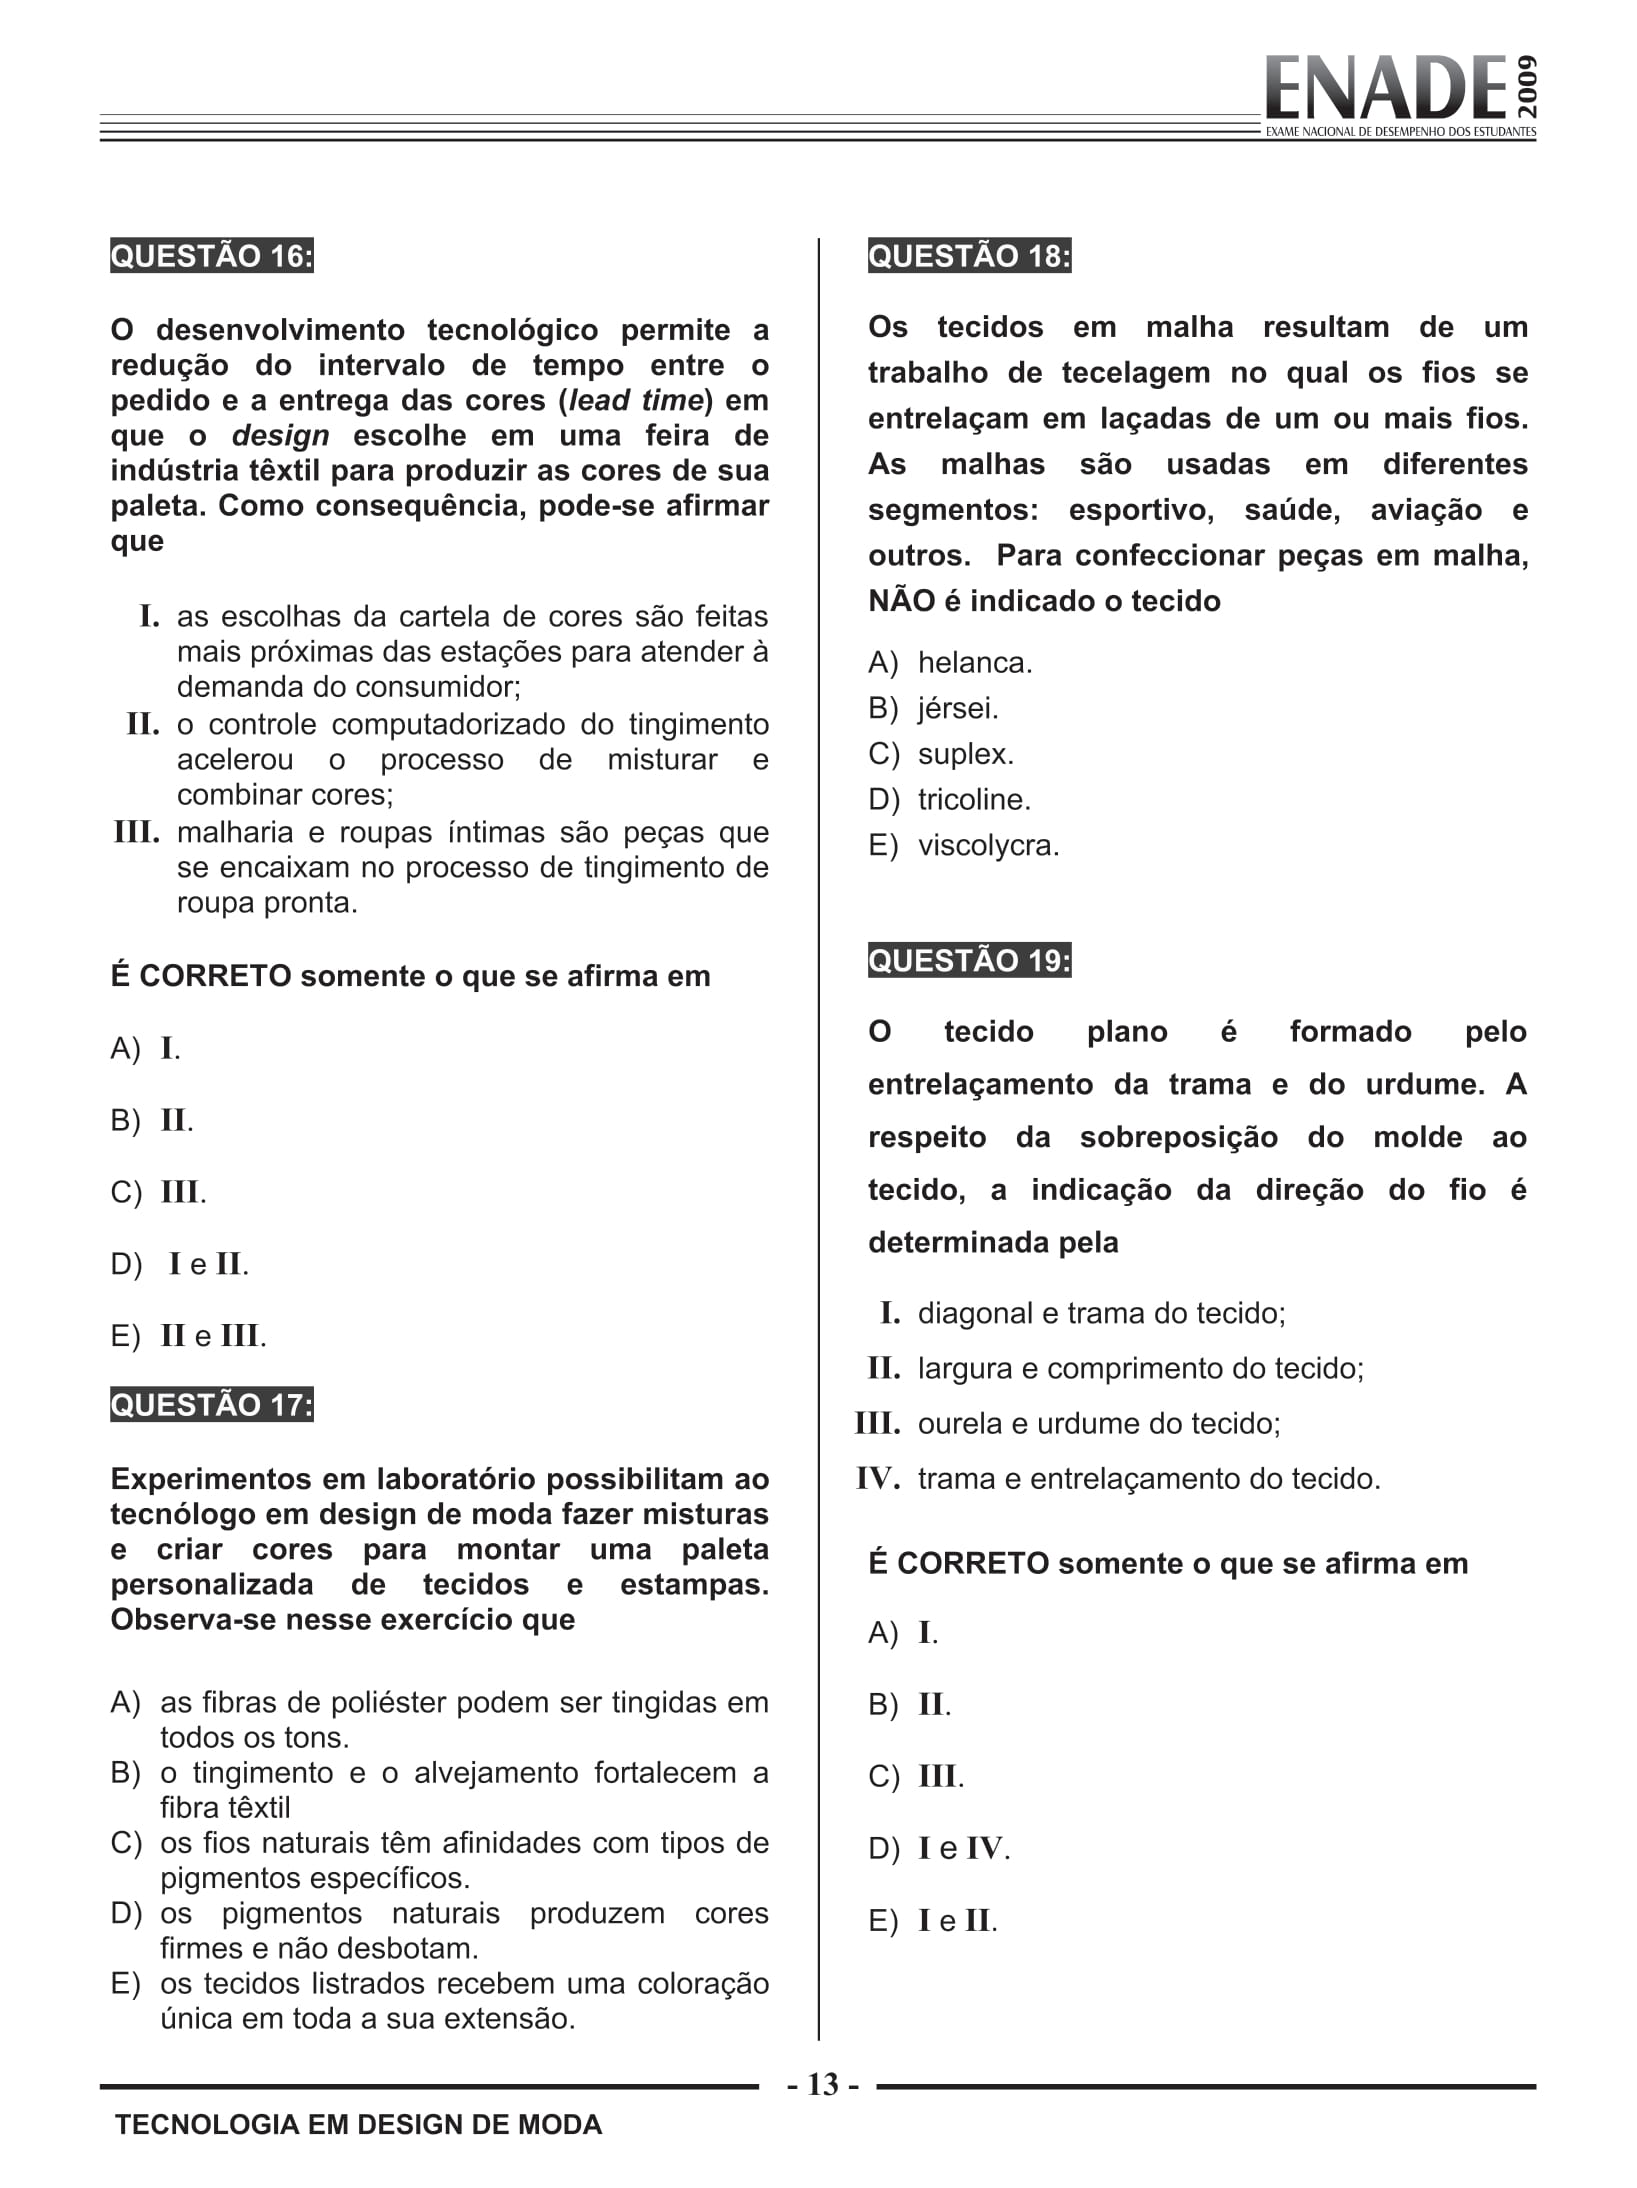 ENADE 2009
EXAME NACIONAL DE DESEMPENHO DOS ESTUDANTES
QUESTÃO 16:
O desenvolvimento tecnológico permite a
redução do intervalo de tempo entre o
pedido e a entrega das cores (lead time) em
que o design escolhe em uma feira de
indústria têxtil para produzir as cores de sua
paleta. Como consequência, pode-se afirmar
que
I. as escolhas da cartela de cores são feitas
mais próximas das estações para atender à
demanda do consumidor;
II. o controle computadorizado do tingimento
acelerou o processo de misturar e
combinar cores;
III. malharia e roupas íntimas são peças que
se encaixam no processo de tingimento de
roupa pronta.
É CORRETO somente o que se afirma em
A) I.
B) II.
C) III.
D) I e II.
E) II e III.
QUESTÃO 17:
Experimentos em laboratório possibilitam ao
tecnólogo em design de moda fazer misturas
e criar cores para montar uma paleta
personalizada de tecidos e estampas.
Observa-se nesse exercício que
A) as fibras de poliéster podem ser tingidas em
todos os tons.
B) o tingimento e o alvejamento fortalecem a
fibra têxtil
C) os fios naturais têm afinidades com tipos de
pigmentos específicos.
D) os pigmentos naturais produzem cores
firmes e não desbotam.
E) os tecidos listrados recebem uma coloração
única em toda a sua extensão.
QUESTÃO 18:
Os tecidos em malha resultam de um
trabalho de tecelagem no qual os fios se
entrelaçam em laçadas de um ou mais fios.
As malhas são usadas em diferentes
segmentos: esportivo, saúde, aviação e
outros. Para confeccionar peças em malha,
NÃO é indicado o tecido
A) helanca.
B) jérsei.
C) suplex.
D) tricoline.
E) viscolycra.
QUESTÃO 19:
O tecido plano é formado pelo
entrelaçamento da trama e do urdume. A
respeito da sobreposição do molde ao
tecido, a indicação da direção do fio é
determinada pela
I. diagonal e trama do tecido;
II. largura e comprimento do tecido;
III. ourela e urdume do tecido;
IV. trama e entrelaçamento do tecido.
É CORRETO somente o que se afirma em
A) I.
B) II.
C) III.
D) I e IV.
E) I e II.
- 13 -
TECNOLOGIA EM DESIGN DE MODA